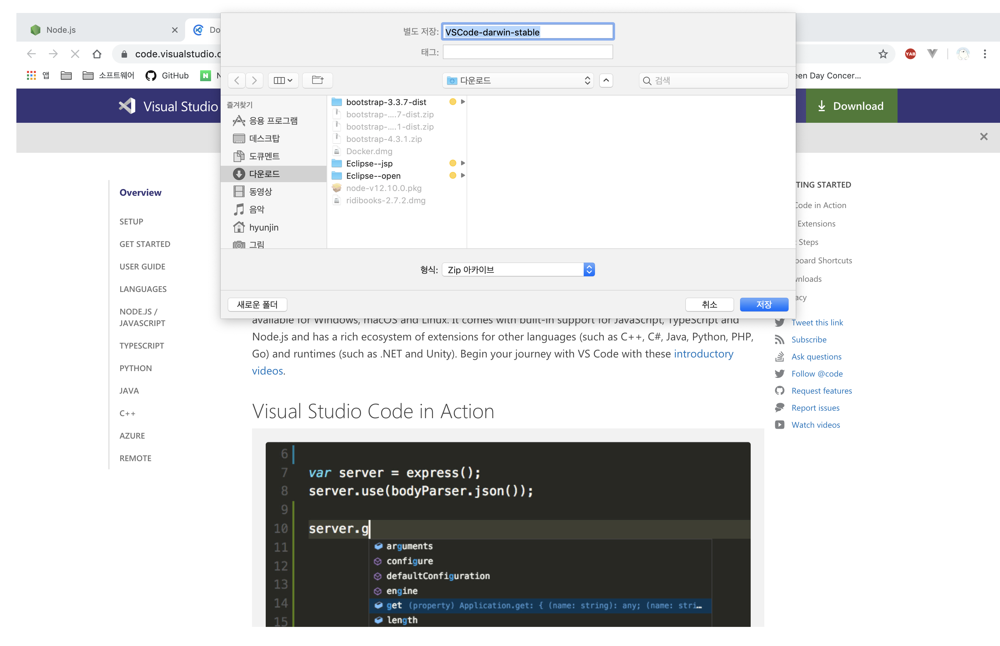 Node.js
Do
code.visualstudio.c
앱
소프트웨어
GitHub
N
een Day Concer...
별도 저장: VSCode-darwin-stable
태그:
다운로드
검색
Visual Studio
Download
즐겨찾기
응용 프로그램
데스크탑
도큐멘트
다운로드
동영상
음악
hyunjin
그림
bootstrap-3.3.7-dist
bootstrap-....7-dist.zip
bootstrap-....1-dist.zip
bootstrap-4.3.1.zip
Docker.dmg
Eclipse--jsp
Eclipse--open
node-v12.10.0.pkg
ridibooks-2.7.2.dmg
형식: Zip 아카이브
새로운 폴더
취소
저장
Overview
SETUP
GET STARTED
USER GUIDE
LANGUAGES
NODE.JS /
JAVASCRIPT
TYPESCRIPT
PYTHON
JAVA
C++
AZURE
REMOTE
available for Windows, macOS and Linux. It comes with built-in support for JavaScript, TypeScript and
Node.js and has a rich ecosystem of extensions for other languages (such as C++, C#, Java, Python, PHP,
Go) and runtimes (such as .NET and Unity). Begin your journey with VS Code with these introductory
videos.
Visual Studio Code in Action
6
7 var server = express();
8 server.use(bodyParser.json());
9
10 server.g
11 arguments
configure
12 defaultConfiguration
13 engine
14 get (property) Application.get: { (name: string): any; (name: stri…
15 length
TING STARTED
Code in Action
Extensions
Steps
board Shortcuts
nloads
acy
Tweet this link
Subscribe
Ask questions
Follow @code
Request features
Report issues
Watch videos
YAB